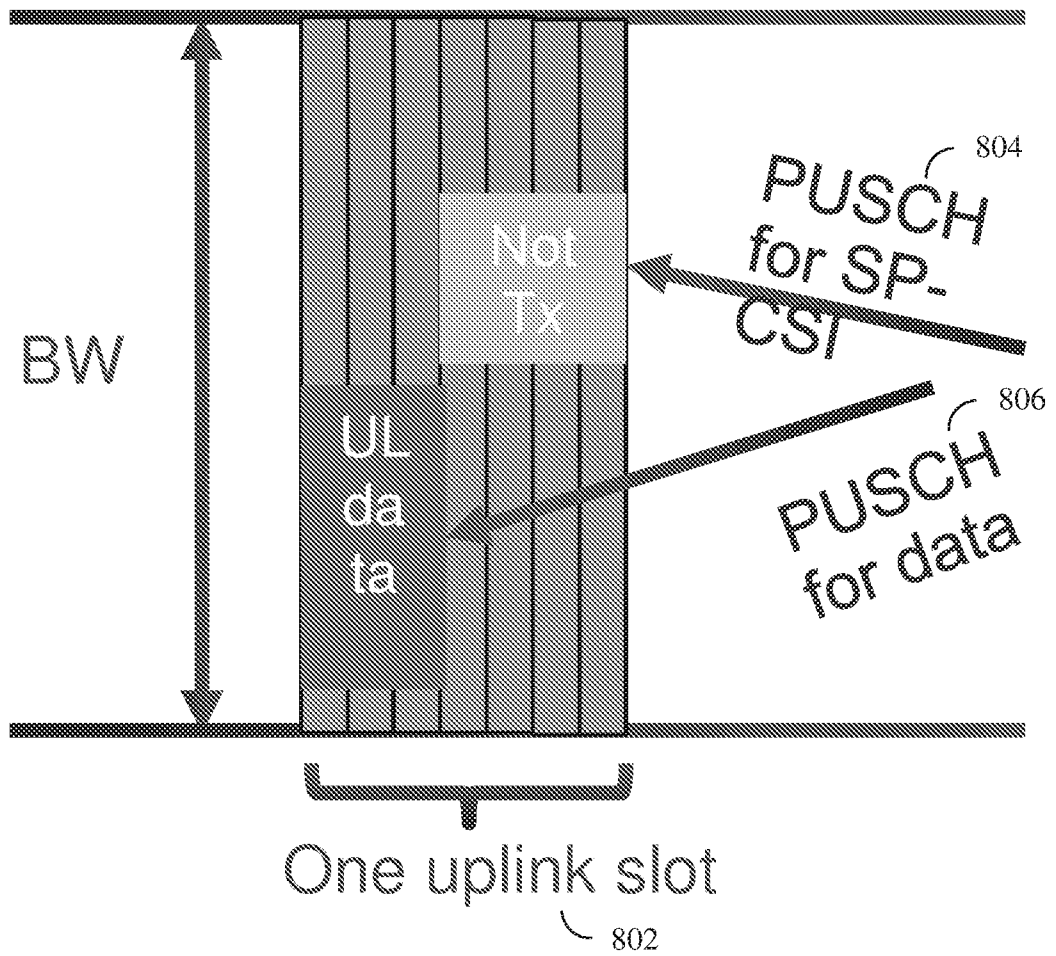 BW
Not
Tx
UL
da
ta
804
PUSCH
for SP-
CSI
806
PUSCH
for data
One uplink slot
802